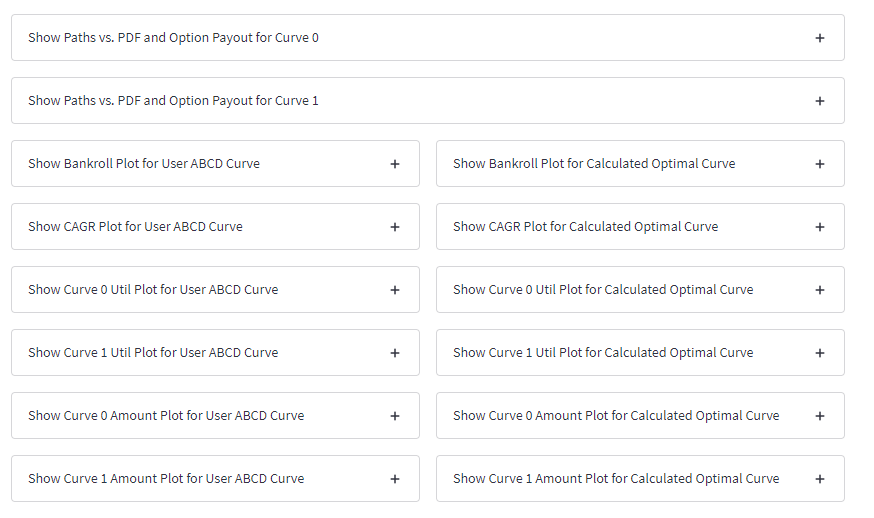 Show Paths vs. PDF and Option Payout for Curve 0 +
Show Paths vs. PDF and Option Payout for Curve 1 +
Show Bankroll Plot for User ABCD Curve +
Show Bankroll Plot for Calculated Optimal Curve +
Show CAGR Plot for User ABCD Curve +
Show CAGR Plot for Calculated Optimal Curve +
Show Curve 0 Util Plot for User ABCD Curve +
Show Curve 0 Util Plot for Calculated Optimal Curve +
Show Curve 1 Util Plot for User ABCD Curve +
Show Curve 1 Util Plot for Calculated Optimal Curve +
Show Curve 0 Amount Plot for User ABCD Curve +
Show Curve 0 Amount Plot for Calculated Optimal Curve +
Show Curve 1 Amount Plot for User ABCD Curve +
Show Curve 1 Amount Plot for Calculated Optimal Curve +